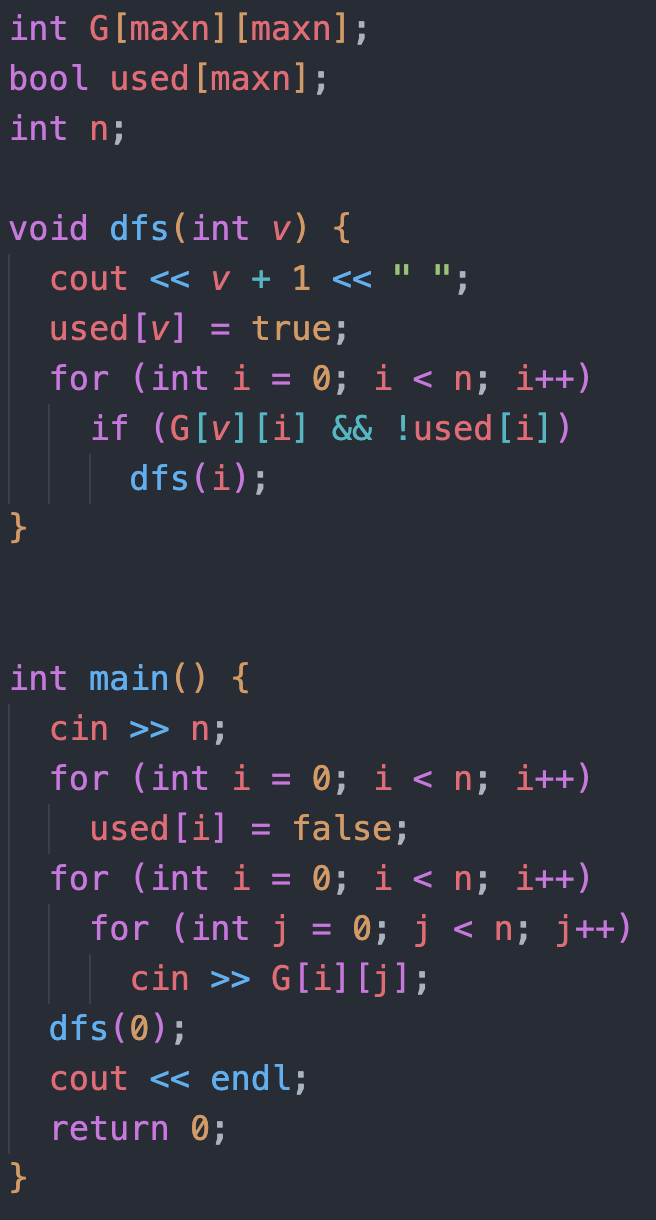 int G[maxn][maxn];
bool used[maxn];
int n;

void dfs(int v) {
  cout << v + 1 << " ";
  used[v] = true;
  for (int i = 0; i < n; i++)
    if (G[v][i] && !used[i])
      dfs(i);
}

int main() {
  cin >> n;
  for (int i = 0; i < n; i++)
    used[i] = false;
  for (int i = 0; i < n; i++)
    for (int j = 0; j < n; j++)
      cin >> G[i][j];
  dfs(0);
  cout << endl;
  return 0;
}